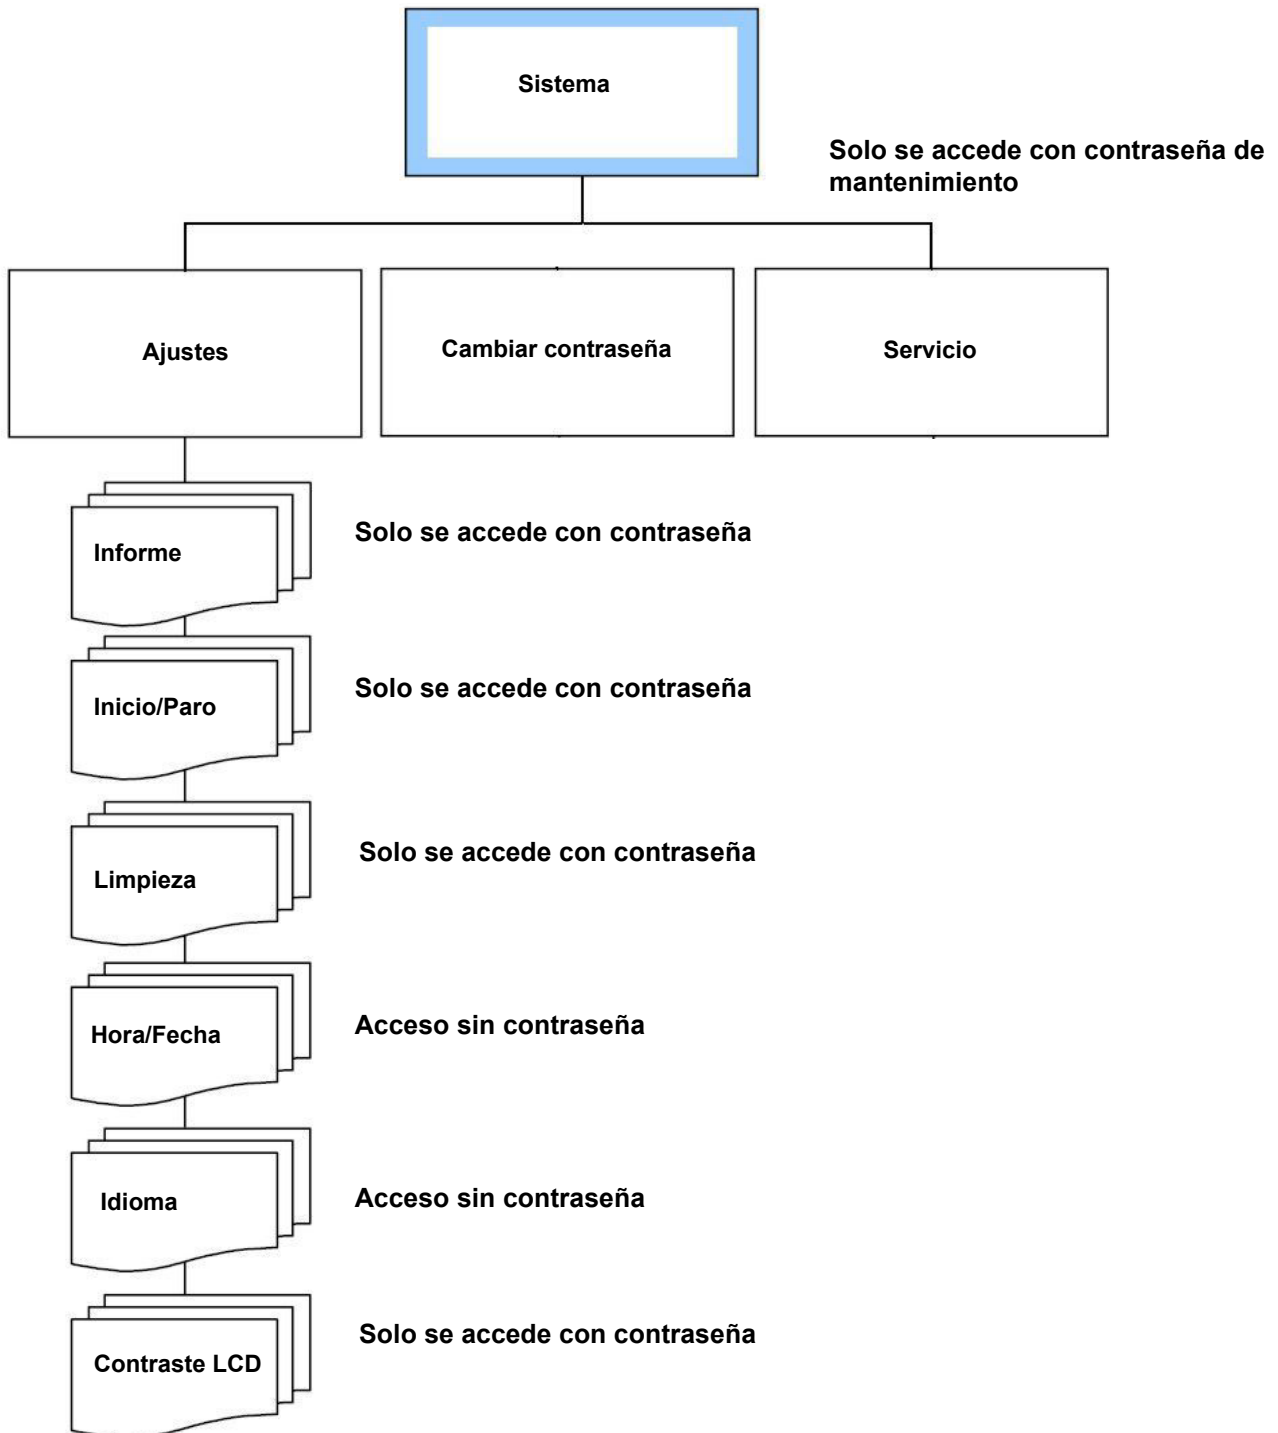 Sistema
Solo se accede con contraseña de
mantenimiento
Ajustes
Cambiar contraseña
Servicio
Informe
Solo se accede con contraseña
Inicio/Paro
Solo se accede con contraseña
Limpieza
Solo se accede con contraseña
Hora/Fecha
Acceso sin contraseña
Idioma
Acceso sin contraseña
Contraste LCD
Solo se accede con contraseña